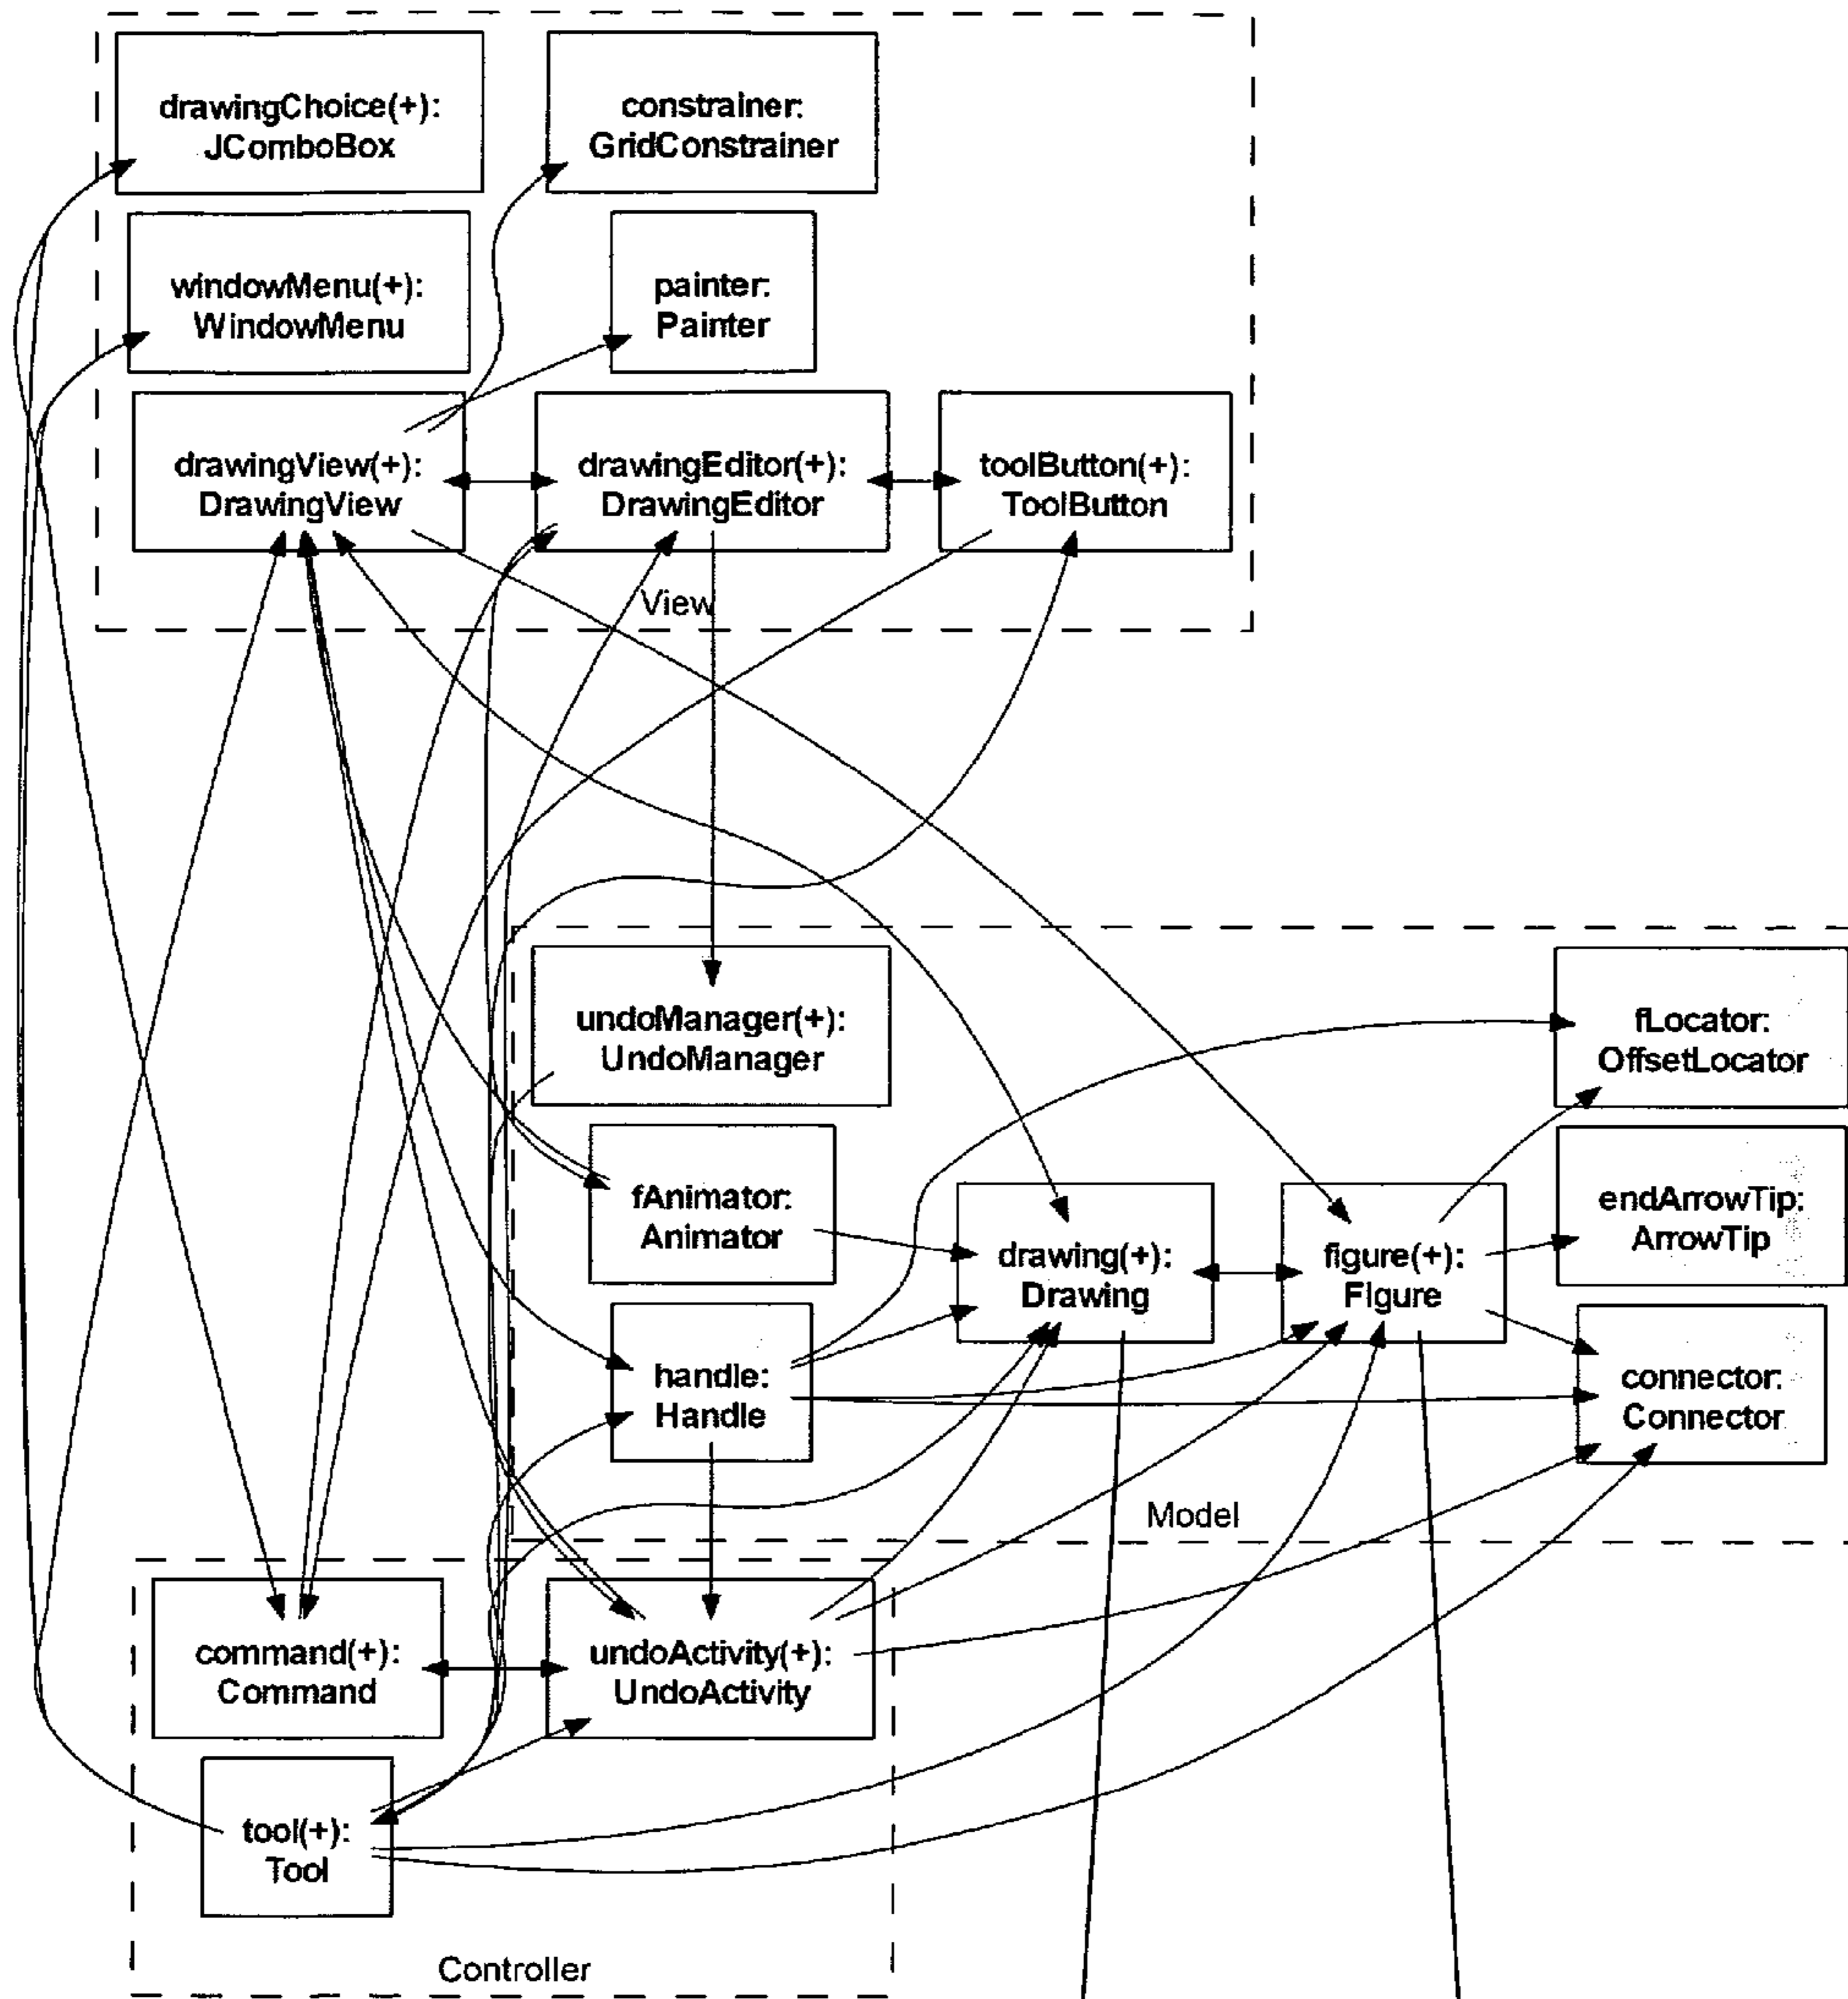 drawingChoice(+):
JComboBox
constrainer:
GridConstrainer
windowMenu(+):
WindowMenu
painter:
Painter
drawingView(+):
DrawingView
drawingEditor(+):
DrawingEditor
toolButton(+):
ToolButton
View
undoManager(+):
UndoManager
fLocator:
OffsetLocator
fAnimator:
Animator
endArrowTip:
ArrowTip
drawing(+):
Drawing
figure(+):
Figure
handle:
Handle
connector:
Connector
Model
command(+):
Command
undoActivity(+):
UndoActivity
tool(+):
Tool
Controller